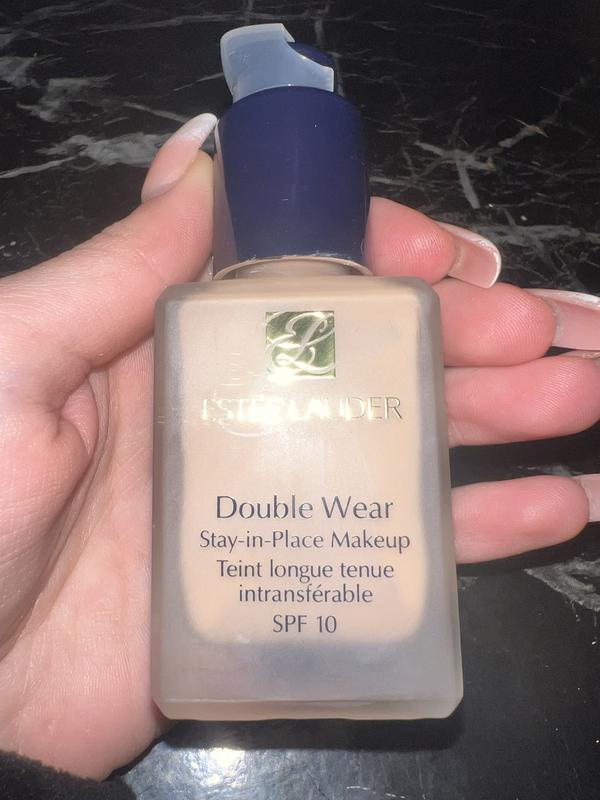 ESTĒE LAUDER
Double Wear
Stay-in-Place Makeup
Teint longue tenue
intransférable
SPF 10